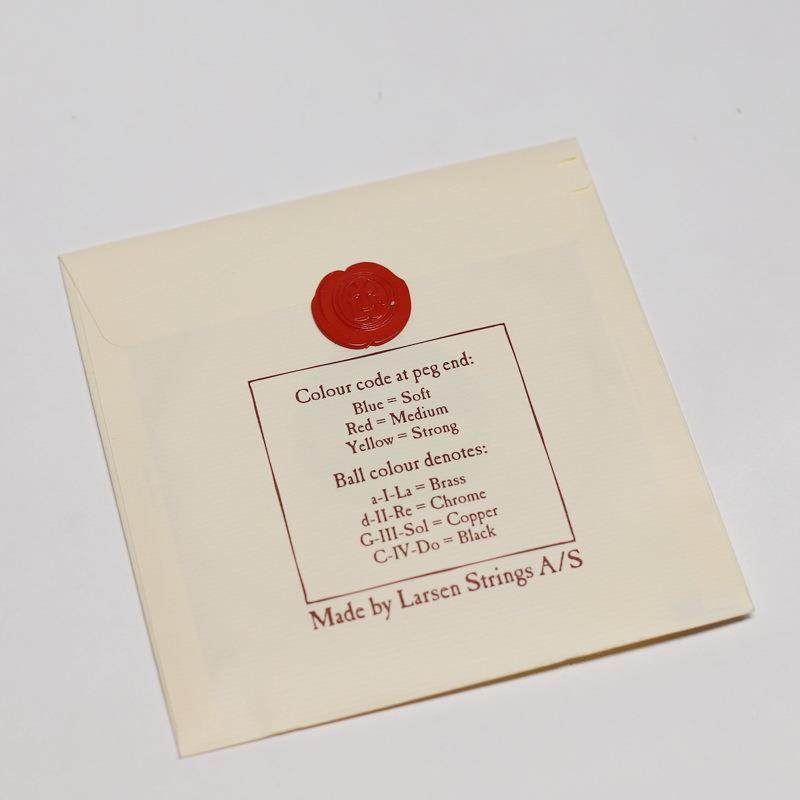 Colour code at peg end:
Blue = Soft
Red = Medium
Yellow = Strong
Ball colour denotes:
a-I-La = Brass
d-II-Re = Chrome
G-III-Sol = Copper
C-IV-Do = Black
Made by Larsen Strings A/S